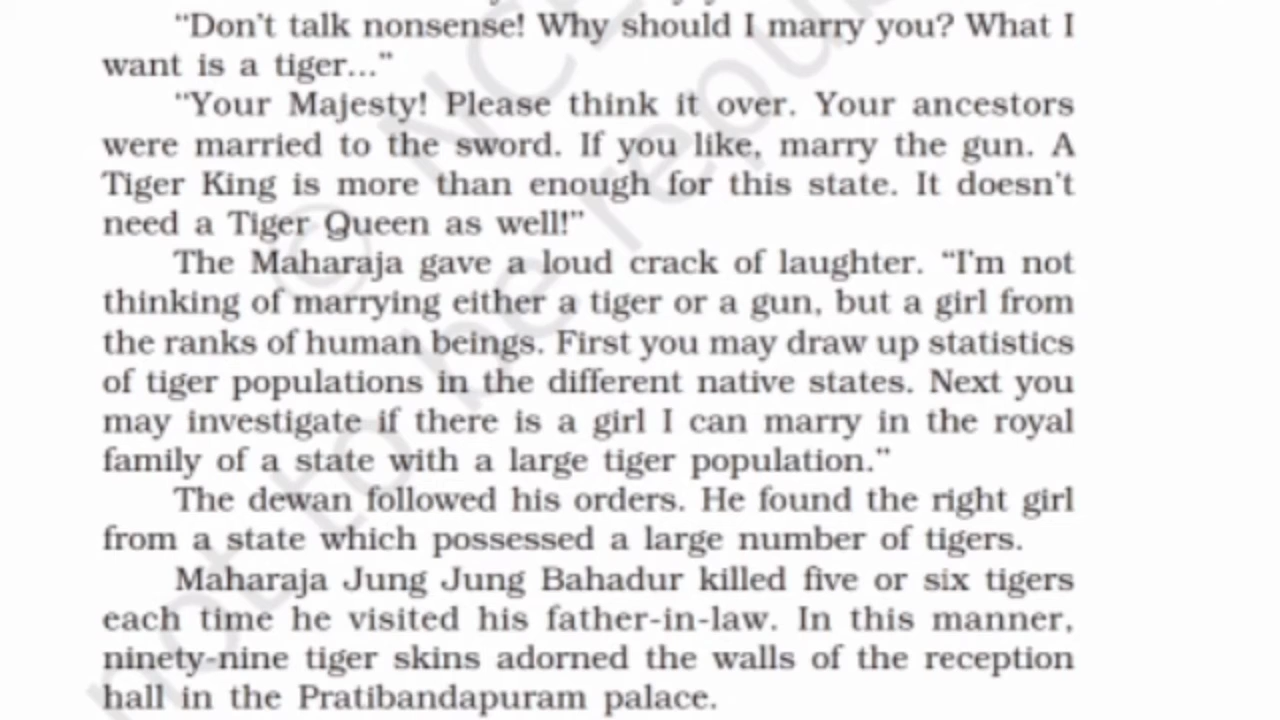 "Don't talk nonsense! Why should I marry you? What I
want is a tiger..."
"Your Majesty! Please think it over. Your ancestors
were married to the sword. If you like, marry the gun. A
Tiger King is more than enough for this state. It doesn't
need a Tiger Queen as well!"
The Maharaja gave a loud crack of laughter. "I'm not
thinking of marrying either a tiger or a gun, but a girl from
the ranks of human beings. First you may draw up statistics
of tiger populations in the different native states. Next you
may investigate if there is a girl I can marry in the royal
family of a state with a large tiger population."
The dewan followed his orders. He found the right girl
from a state which possessed a large number of tigers.
Maharaja Jung Jung Bahadur killed five or six tigers
each time he visited his father-in-law. In this manner,
ninety-nine tiger skins adorned the walls of the reception
hall in the Pratibandapuram palace.